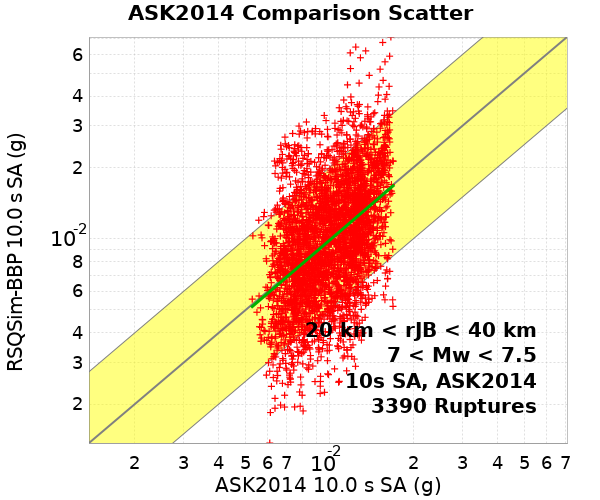 ASK2014 Comparison Scatter
RSQSim-BBP 10.0 s SA (g)
6
4
3
2
10-2
8
6
4
3
2
20 km < rJB < 40 km
7 < Mw < 7.5
10s SA, ASK2014
3390 Ruptures
2 3 4 5 6 7 10-2 2 3 4 5 6 7
ASK2014 10.0 s SA (g)